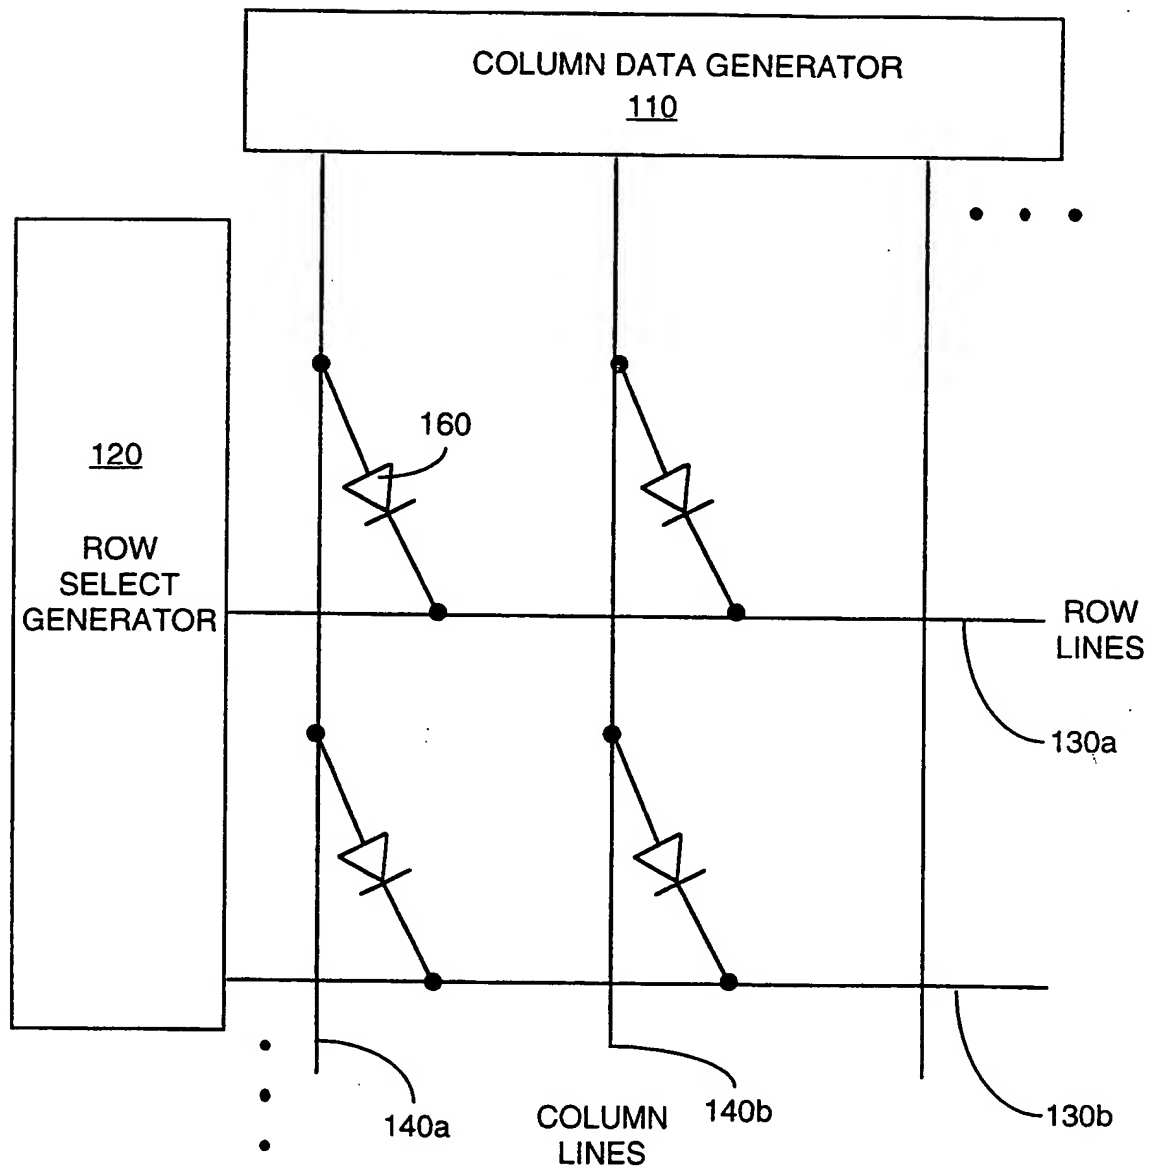 COLUMN DATA GENERATOR
110
160
120
ROW
SELECT
GENERATOR
ROW
LINES
130a
140a
COLUMN
LINES
140b
130b